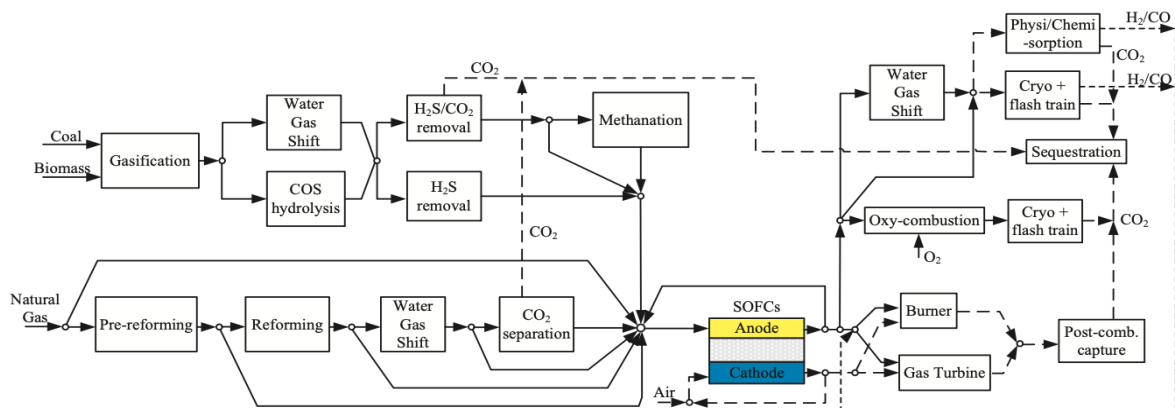 Physi/Chemi
-sorption
H₂/CO
CO₂
H₂/CO
Water
Gas
Shift
Cryo +
flash train
CO₂
Water
Gas
Shift
H₂S/CO₂
removal
Methanation
Coal
Biomass
Gasification
Sequestration
COS
hydrolysis
H₂S
removal
CO₂
Oxy-combustion
Cryo +
flash train
CO₂
O₂
Natural
Gas
Pre-reforming
Reforming
Water
Gas
Shift
CO₂
separation
SOFCs
Anode
Cathode
Air
Burner
Gas Turbine
Post-comb.
capture